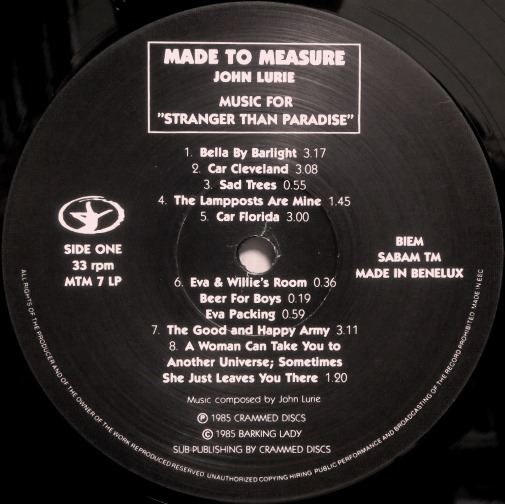 MADE TO MEASURE
JOHN LURIE
MUSIC FOR
"STRANGER THAN PARADISE"
1. Bella By Barlight 3.17
2. Car Cleveland 3:08
3. Sad Trees 0.55
4. The Lampposts Are Mine 1.45
5. Car Florida 3.00
SIDE ONE
33 rpm
MTM 7 LP
BIEM
SABAM TM
MADE IN BENELUX
6. Eva & Willie's Room 0.36
Beer For Boys 0.19
Eva Packing 0.59
7. The Good and Happy Army 3.11
8. A Woman Can Take You to
Another Universe; Sometimes
She Just Leaves You There 1.20
Music composed by John Lurie
Ⓟ 1985 CRAMMED DISCS
© 1985 BARKING LADY
SUB-PUBLISHING BY CRAMMED DISCS
ALL RIGHTS OF THE PRODUCER AND OF THE OWNER OF THE WORK REPRODUCED RESERVED UNAUTHORIZED COPYING HIRING PUBLIC PERFORMANCE AND BROADCASTING OF THE RECORD PROHIBITED MADE IN EEC